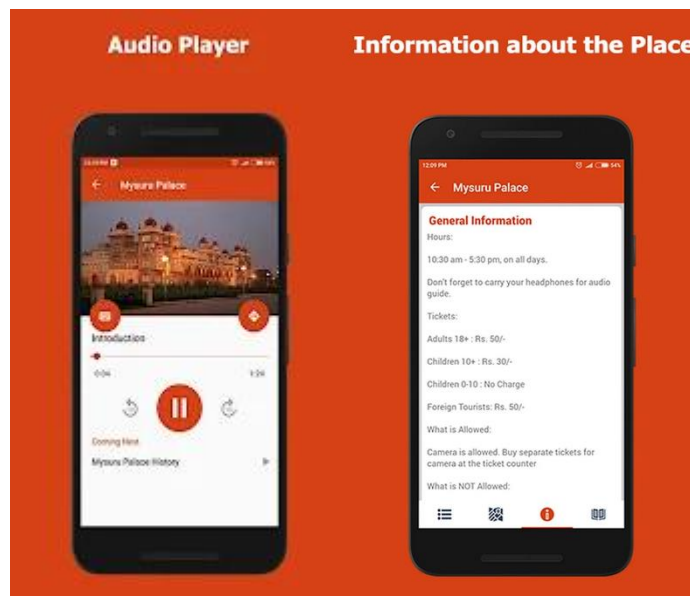 Audio Player
Information about the Place
Mysuru Palace
Introduction
0:04
1:24
Coming Next
Mysuru Palace History
12:09 PM
54%
Mysuru Palace
General Information
Hours:
10:30 am - 5:30 pm, on all days.
Don't forget to carry your headphones for audio
guide.
Tickets:
Adults 18+ : Rs. 50/-
Children 10+ : Rs. 30/-
Children 0-10 : No Charge
Foreign Tourists: Rs. 50/-
What is Allowed:
Camera is allowed. Buy separate tickets for
camera at the ticket counter
What is NOT Allowed: